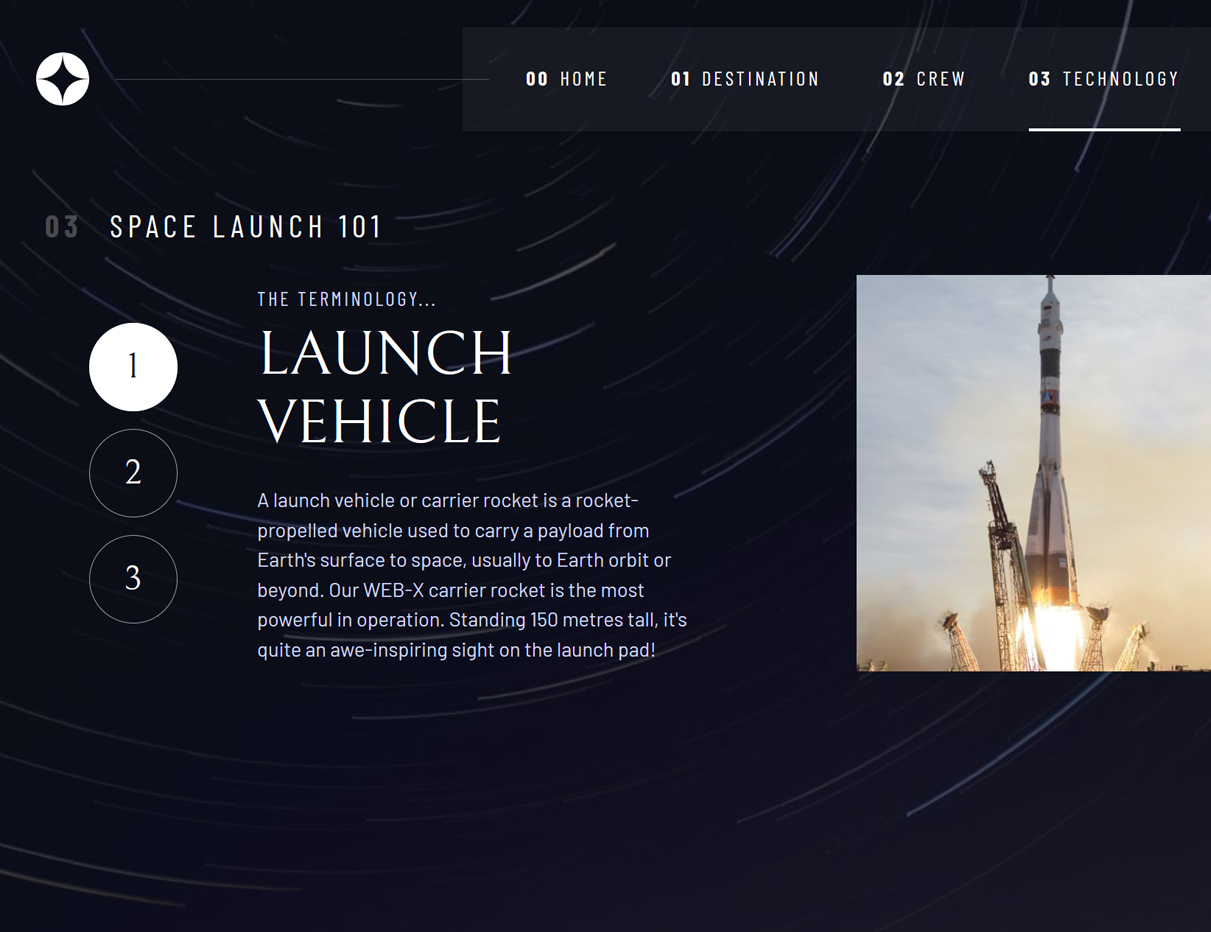 00 HOME 01 DESTINATION 02 CREW 03 TECHNOLOGY
03 SPACE LAUNCH 101
THE TERMINOLOGY...
1
LAUNCH
VEHICLE
2
3
A launch vehicle or carrier rocket is a rocket-
propelled vehicle used to carry a payload from
Earth's surface to space, usually to Earth orbit or
beyond. Our WEB-X carrier rocket is the most
powerful in operation. Standing 150 metres tall, it's
quite an awe-inspiring sight on the launch pad!